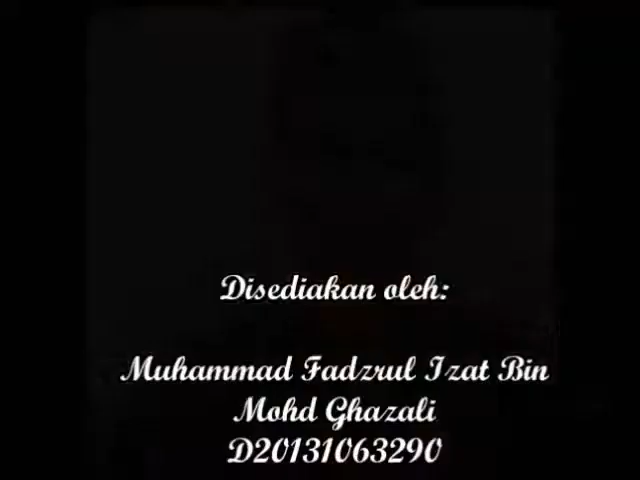 Disediakan oleh:
Muhammad Fadzrul Izat Bin
Mohd Ghazali
D20131063290